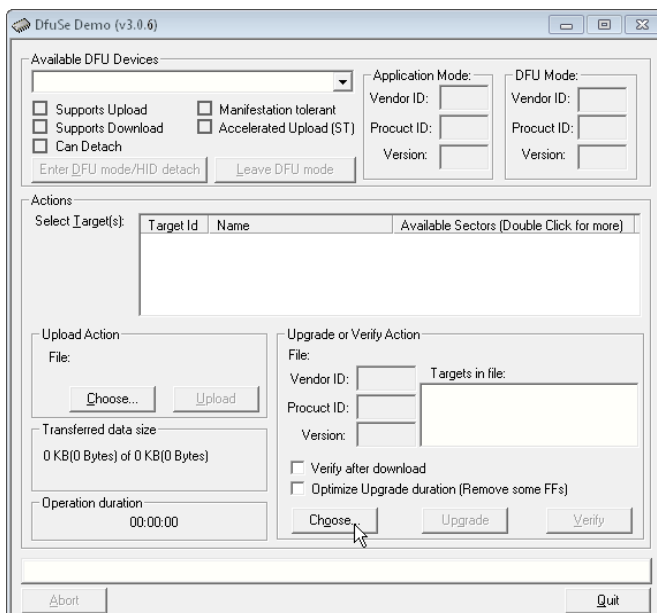 DfuSe Demo (v3.0.6)
Available DFU Devices
Application Mode:
DFU Mode:
Vendor ID:
Vendor ID:
Supports Upload
Manifestation tolerant
Supports Download
Accelerated Upload (ST)
Procuct ID:
Procuct ID:
Can Detach
Version:
Version:
Enter DFU mode/HID detach
Leave DFU mode
Actions
Select Target(s):
Target Id
Name
Available Sectors (Double Click for more)
Upload Action
File:
Choose...
Upload
Transferred data size
0 KB(0 Bytes) of 0 KB(0 Bytes)
Operation duration
00:00:00
Upgrade or Verify Action
File:
Vendor ID:
Targets in file:
Procuct ID:
Version:
Verify after download
Optimize Upgrade duration (Remove some FFs)
Choose...
Upgrade
Verify
Abort
Quit